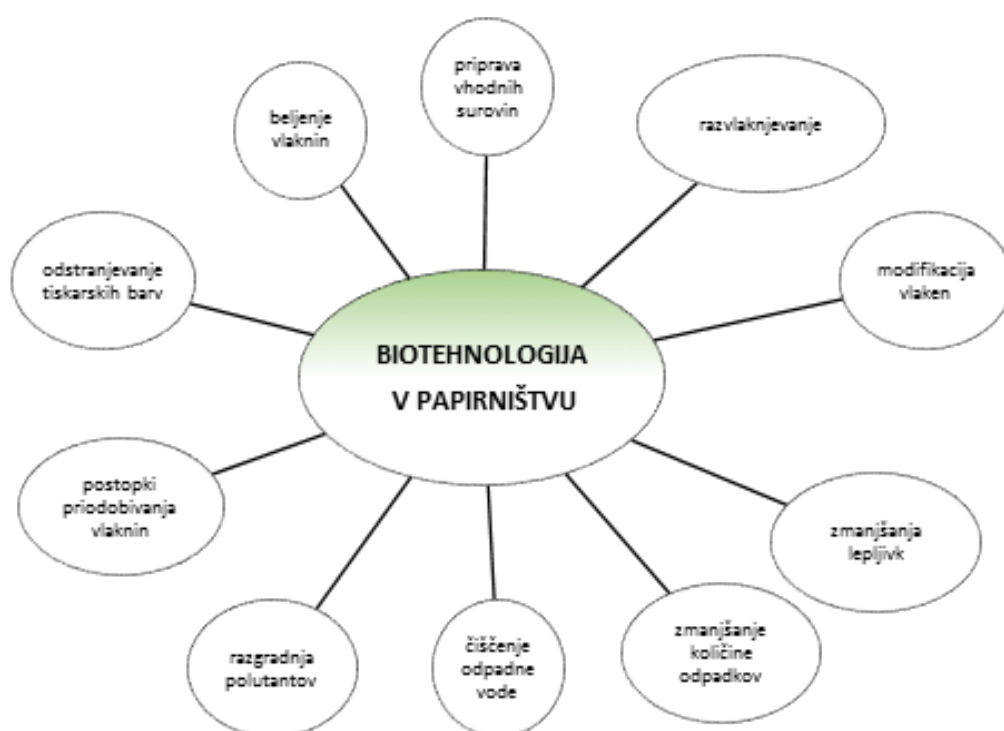 priprava
vhodnih
surovin
beljenje
vlaknin
razvlaknjevanje
odstranjevanje
tiskarskih barv
modifikacija
vlaken
BIOTEHNOLOGIJA
V PAPIRNIŠTVU
postopki
priodobivanja
vlaknin
zmanjšanja
lepljivk
razgradnja
polutantov
čiščenje
odpadne
vode
zmanjšanje
količine
odpadkov